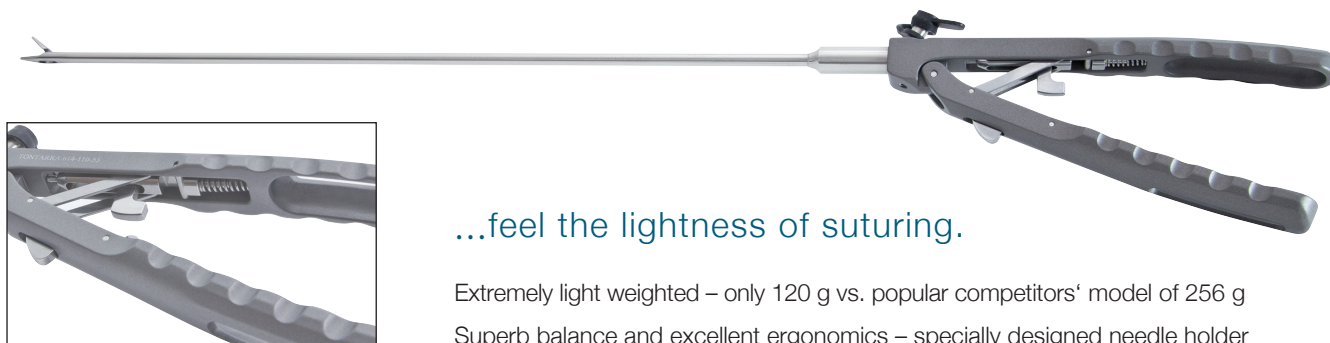 ...feel the lightness of suturing.
Extremely light weighted – only 120 g vs. popular competitors‘ model of 256 g
Superb balance and excellent ergonomics – specially designed needle holder